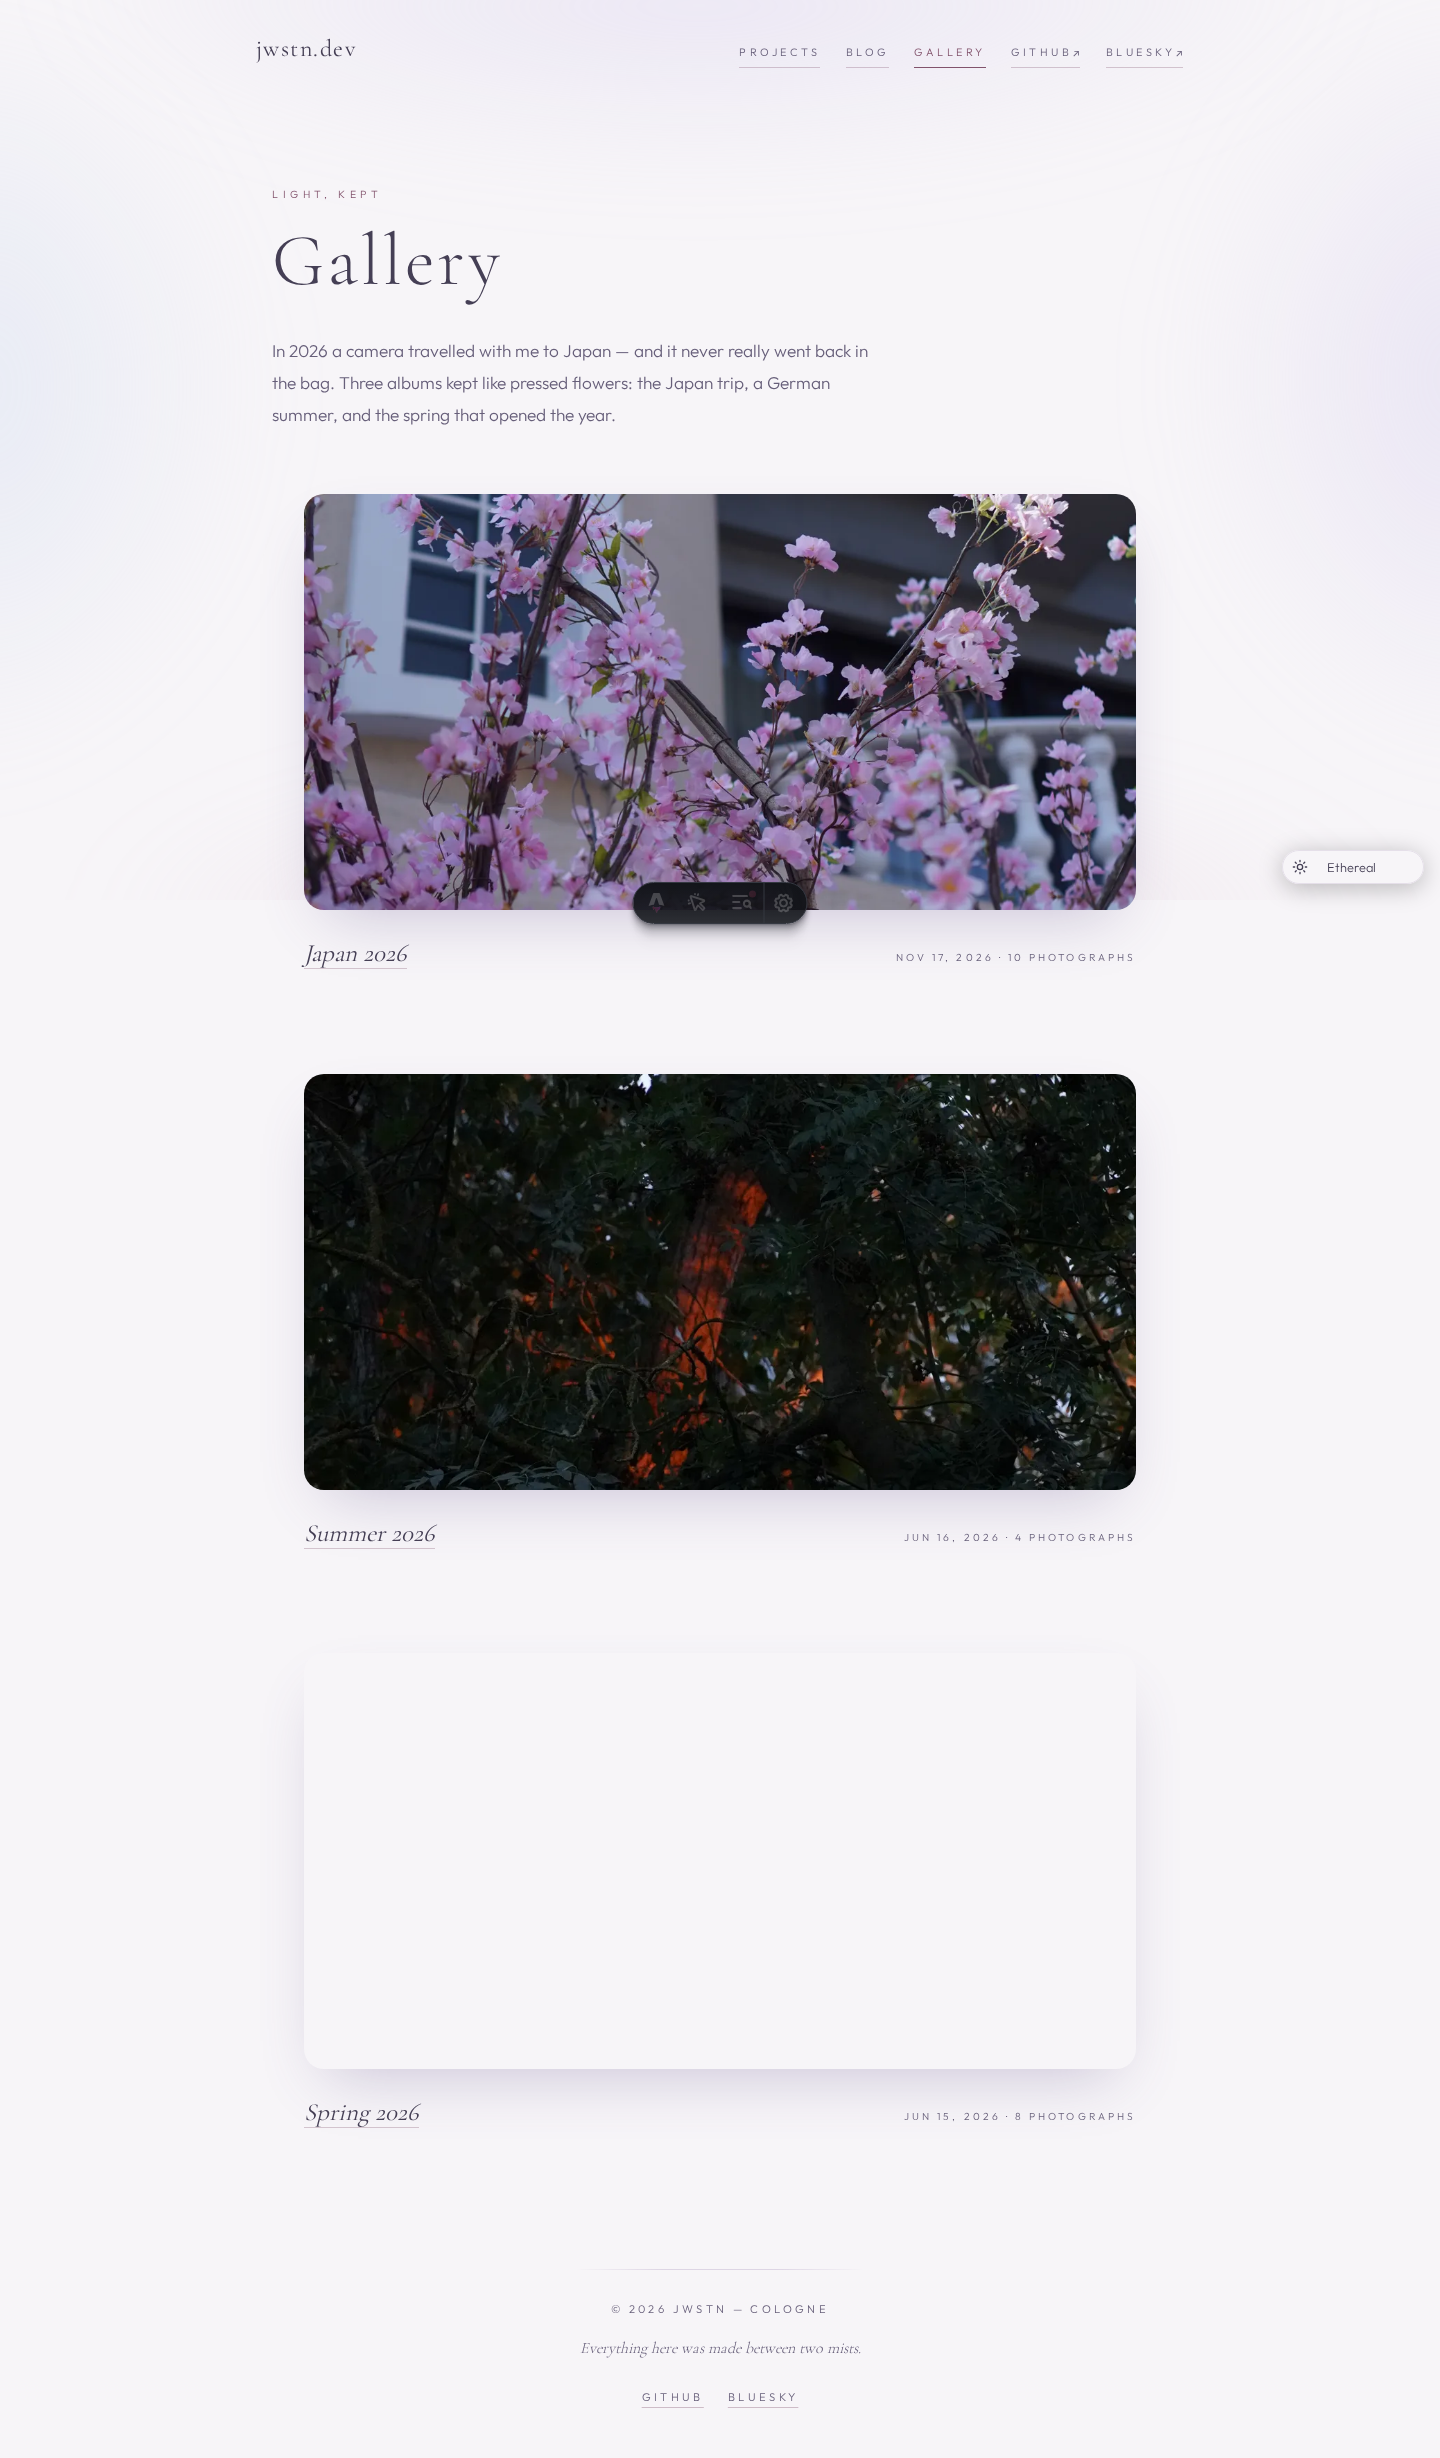 jwstn.dev
PROJECTS BLOG GALLERY GITHUB↗ BLUESKY↗
LIGHT, KEPT
Gallery
In 2026 a camera travelled with me to Japan — and it never really went back in
the bag. Three albums kept like pressed flowers: the Japan trip, a German
summer, and the spring that opened the year.
Ethereal
Japan 2026
NOV 17, 2026 · 10 PHOTOGRAPHS
Summer 2026
JUN 16, 2026 · 4 PHOTOGRAPHS
Spring 2026
JUN 15, 2026 · 8 PHOTOGRAPHS
© 2026 JWSTN — COLOGNE
Everything here was made between two mists.
GITHUB BLUESKY